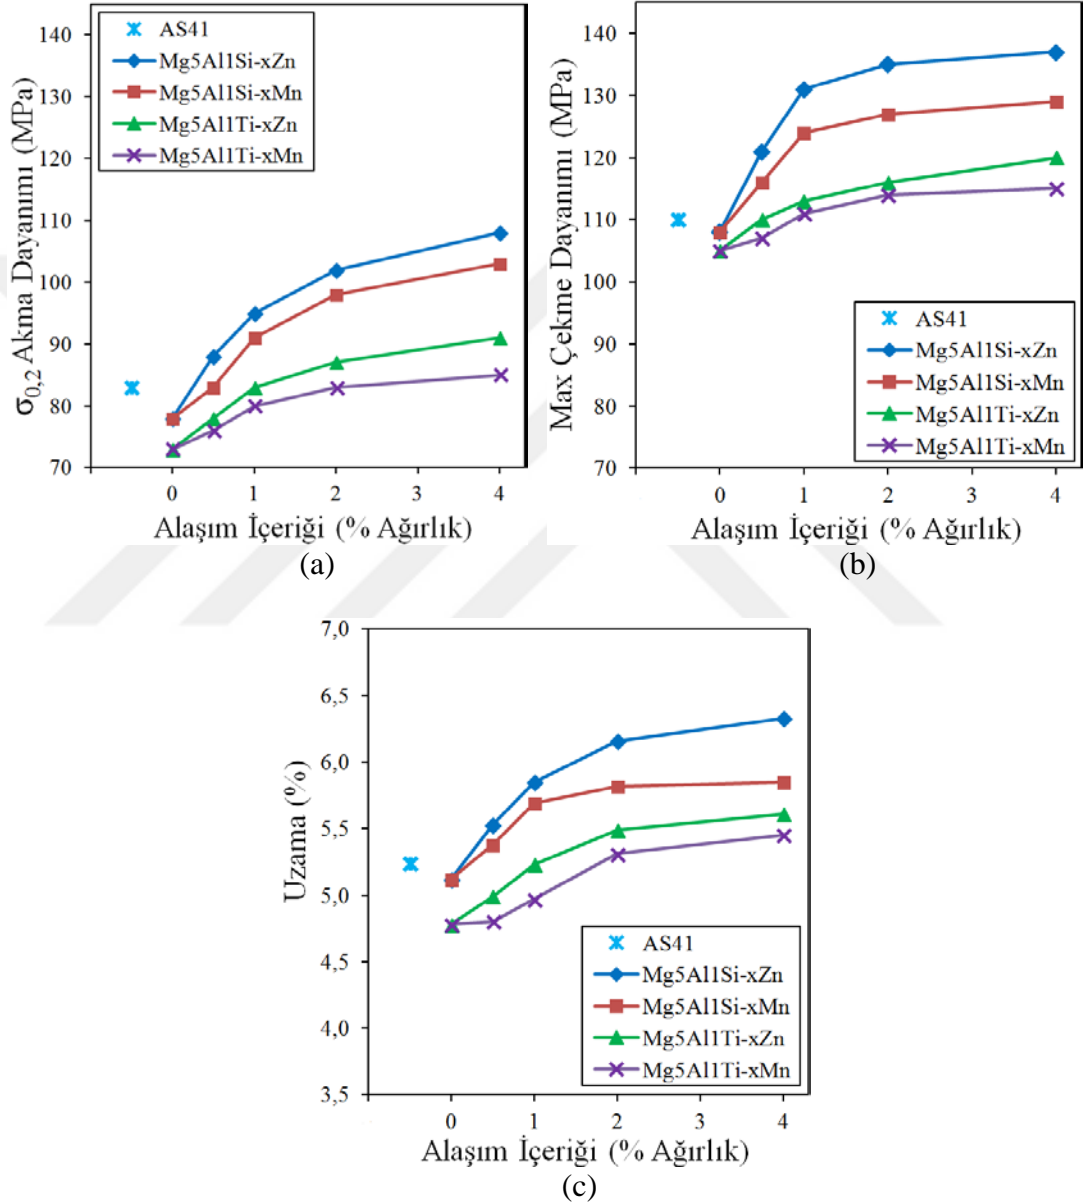 AS41
Mg5Al1Si-xZn
Mg5Al1Si-xMn
Mg5Al1Ti-xZn
Mg5Al1Ti-xMn
σ0,2 Akma Dayanımı (MPa)
140
130
120
110
100
90
80
70
0
1
2
3
4
Alaşım İçeriği (% Ağırlık)
(a)
Max Çekme Dayanımı (MPa)
140
130
120
110
100
90
80
70
AS41
Mg5Al1Si-xZn
Mg5Al1Si-xMn
Mg5Al1Ti-xZn
Mg5Al1Ti-xMn
0
1
2
3
4
Alaşım İçeriği (% Ağırlık)
(b)
Uzama (%)
7,0
6,5
6,0
5,5
5,0
4,5
4,0
3,5
AS41
Mg5Al1Si-xZn
Mg5Al1Si-xMn
Mg5Al1Ti-xZn
Mg5Al1Ti-xMn
0
1
2
3
4
Alaşım İçeriği (% Ağırlık)
(c)